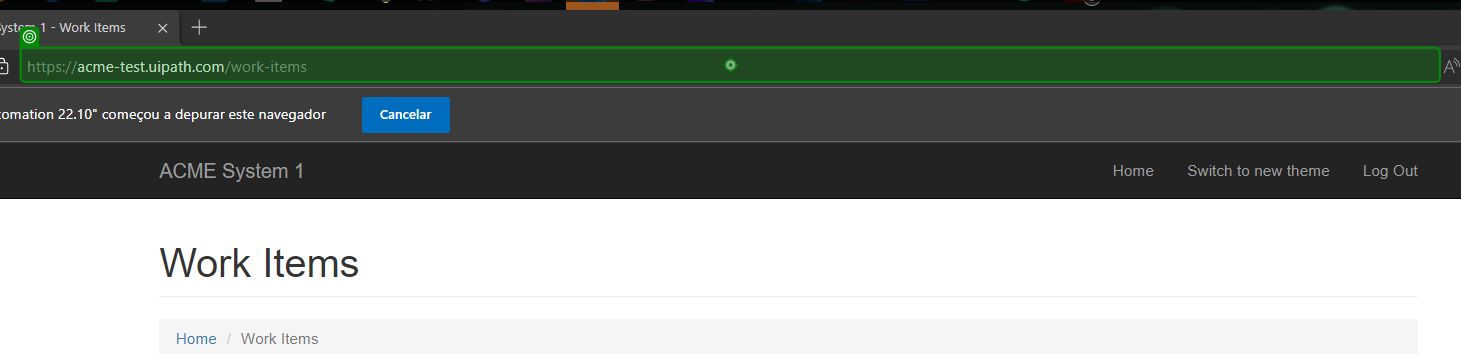 System 1 - Work Items
https://acme-test.uipath.com/work-items
tomation 22.10" começou a depurar este navegador Cancelar
ACME System 1 Home Switch to new theme Log Out
Work Items
Home / Work Items